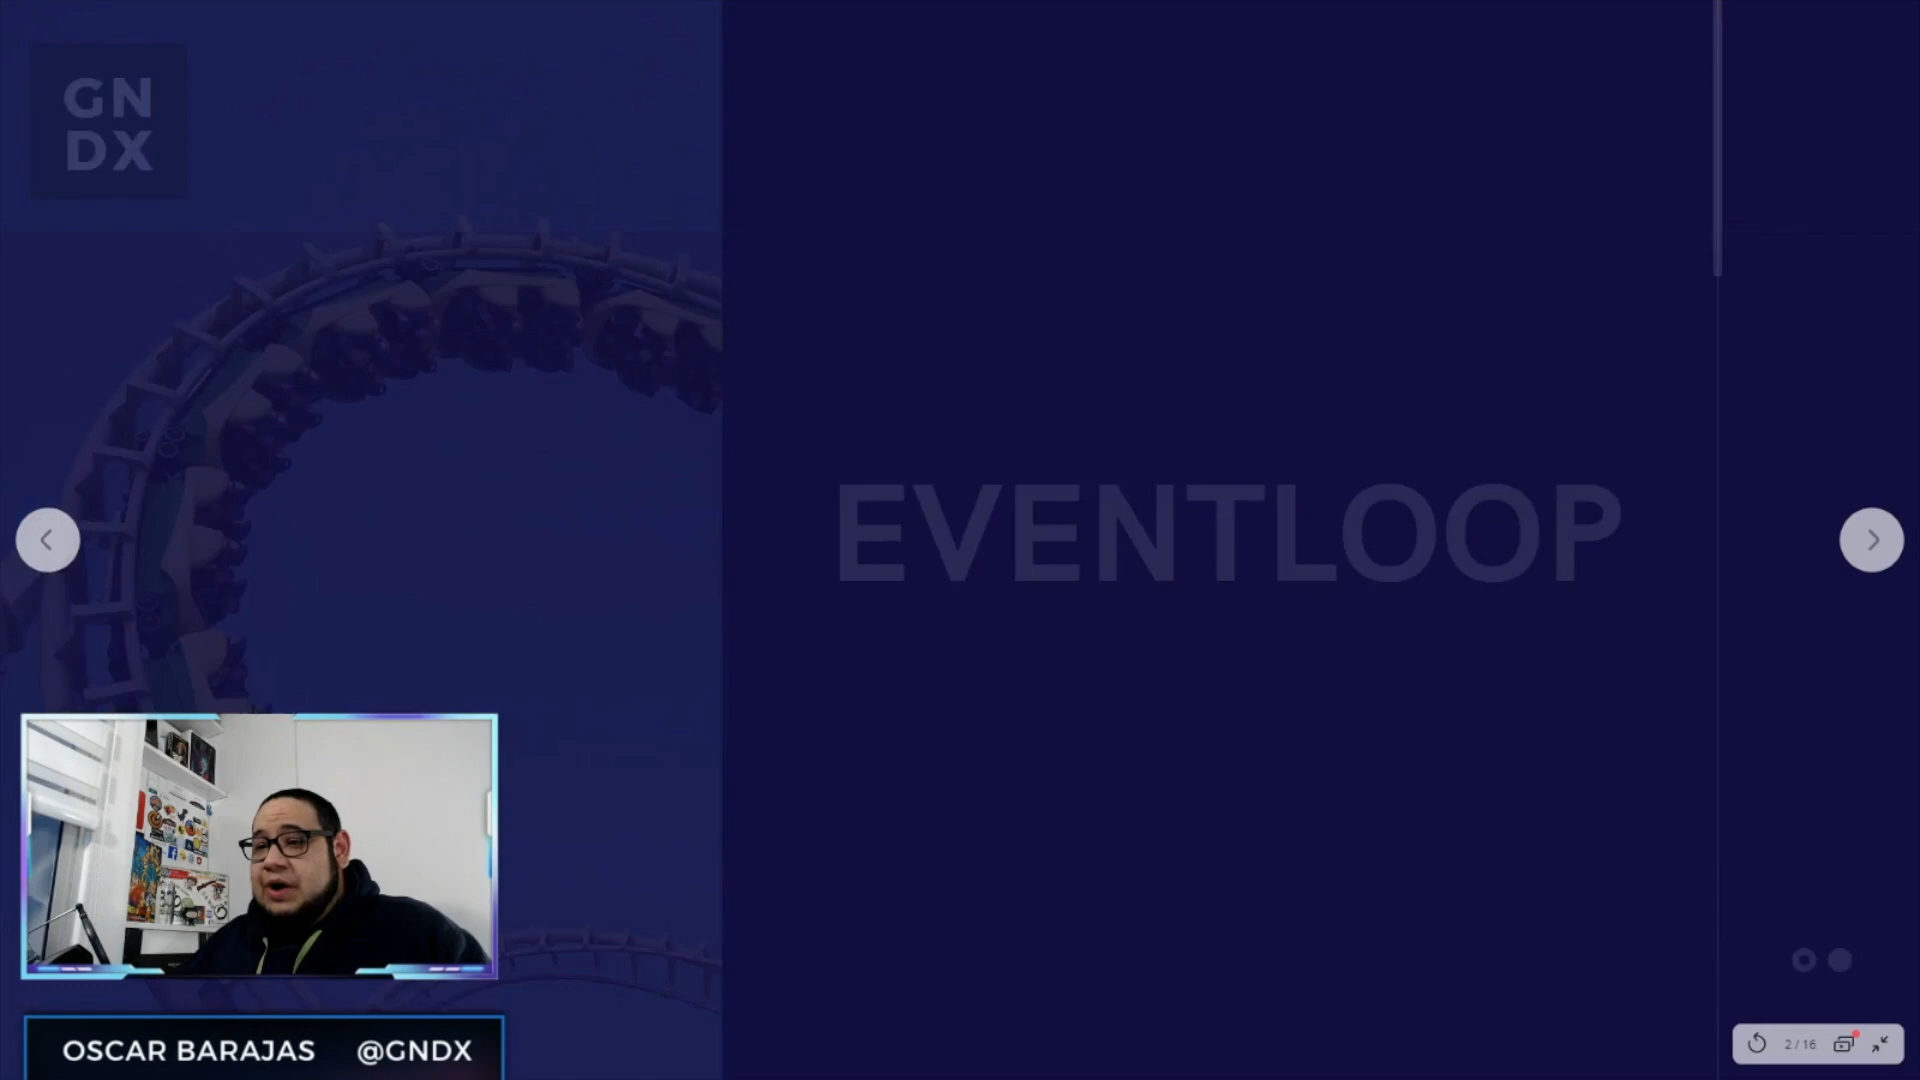 GN
DX
EVENTLOOP
OSCAR BARAJAS @GNDX
2 / 16